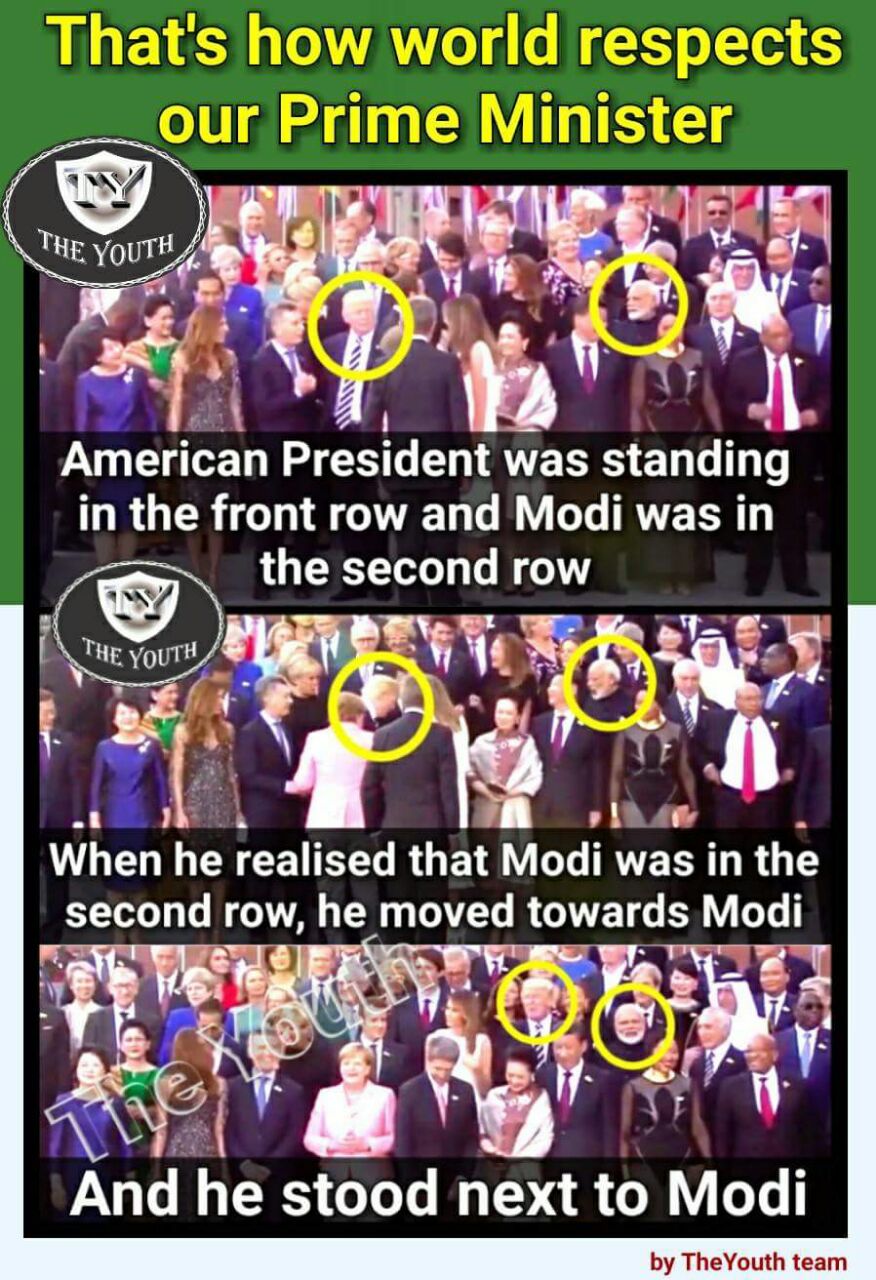 That's how world respects
our Prime Minister
TY
THE YOUTH
American President was standing
in the front row and Modi was in
the second row
TY
THE YOUTH
When he realised that Modi was in the
second row, he moved towards Modi
The Youth
And he stood next to Modi
by TheYouth team